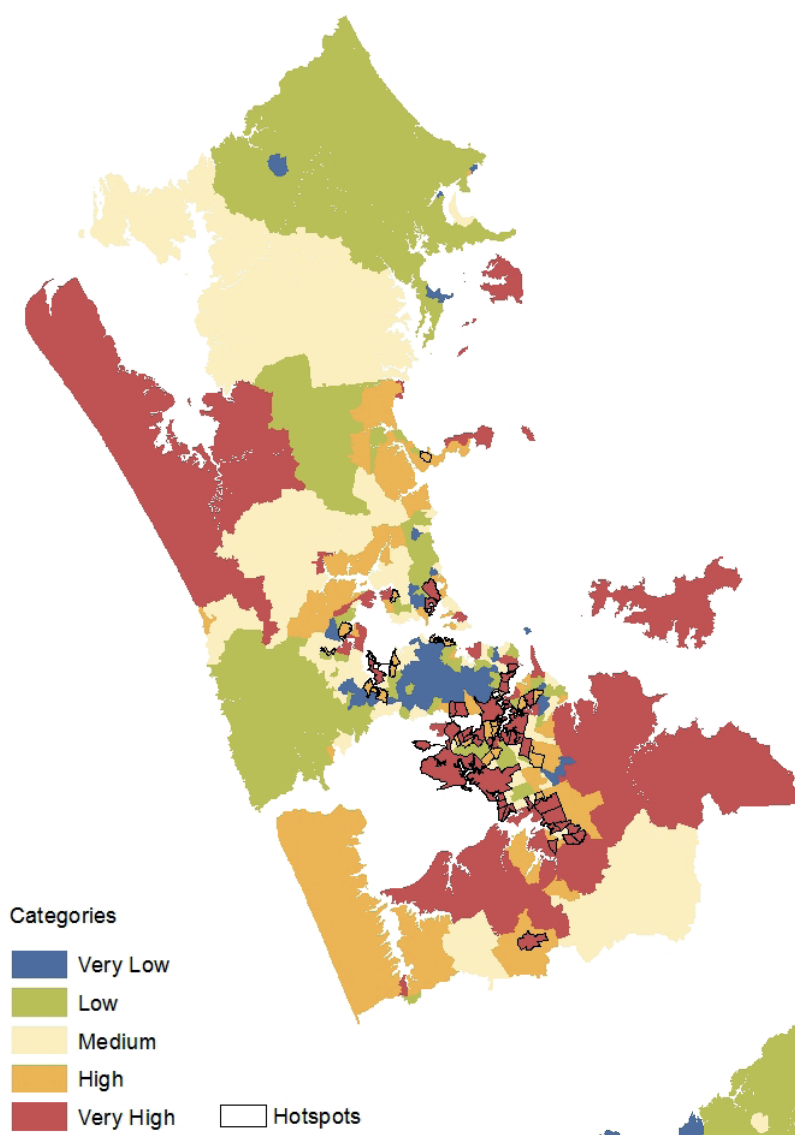 Categories
Very Low
Low
Medium
High
Very High
Hotspots